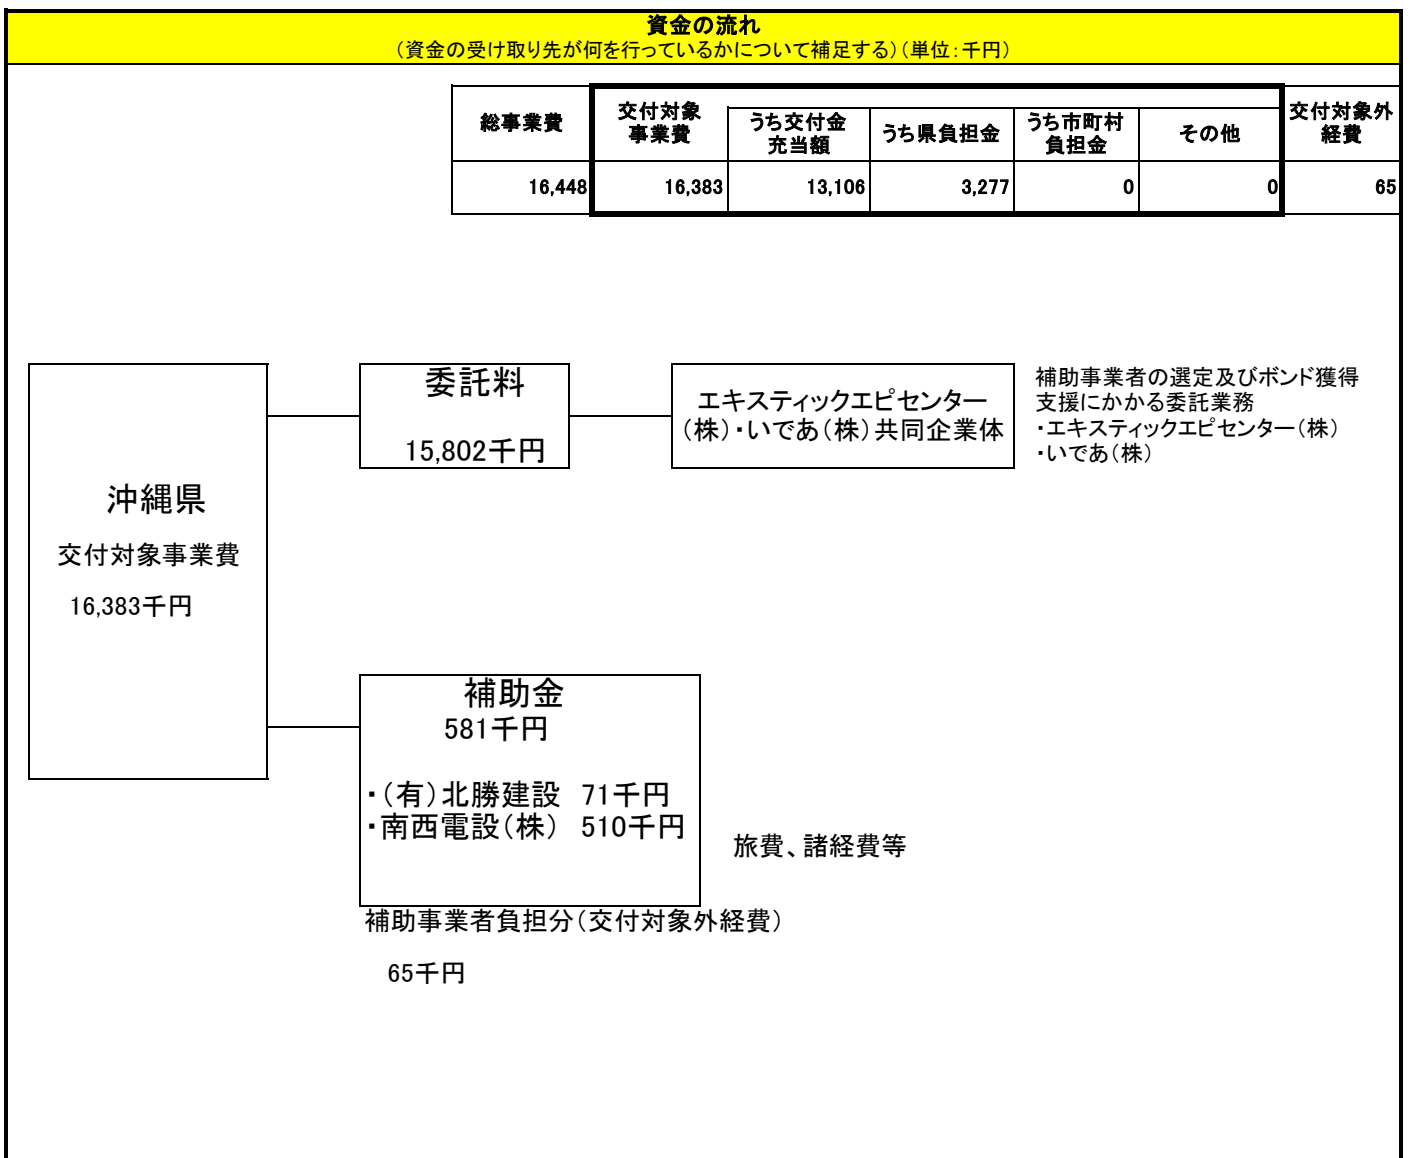 資金の流れ
（資金の受け取り先が何を行っているかについて補足する）（単位：千円）
総事業費
交付対象
事業費
うち交付金
充当額
うち県負担金
うち市町村
負担金
その他
交付対象外
経費
16,448
16,383
13,106
3,277
0
0
65
沖縄県
交付対象事業費
16,383千円
委託料
15,802千円
エキスティックエピセンター
（株）・いであ（株）共同企業体
補助事業者の選定及びボンド獲得
支援にかかる委託業務
・エキスティックエピセンター（株）
・いであ（株）
補助金
581千円
・（有）北勝建設 71千円
・南西電設（株） 510千円
旅費、諸経費等
補助事業者負担分（交付対象外経費）
65千円